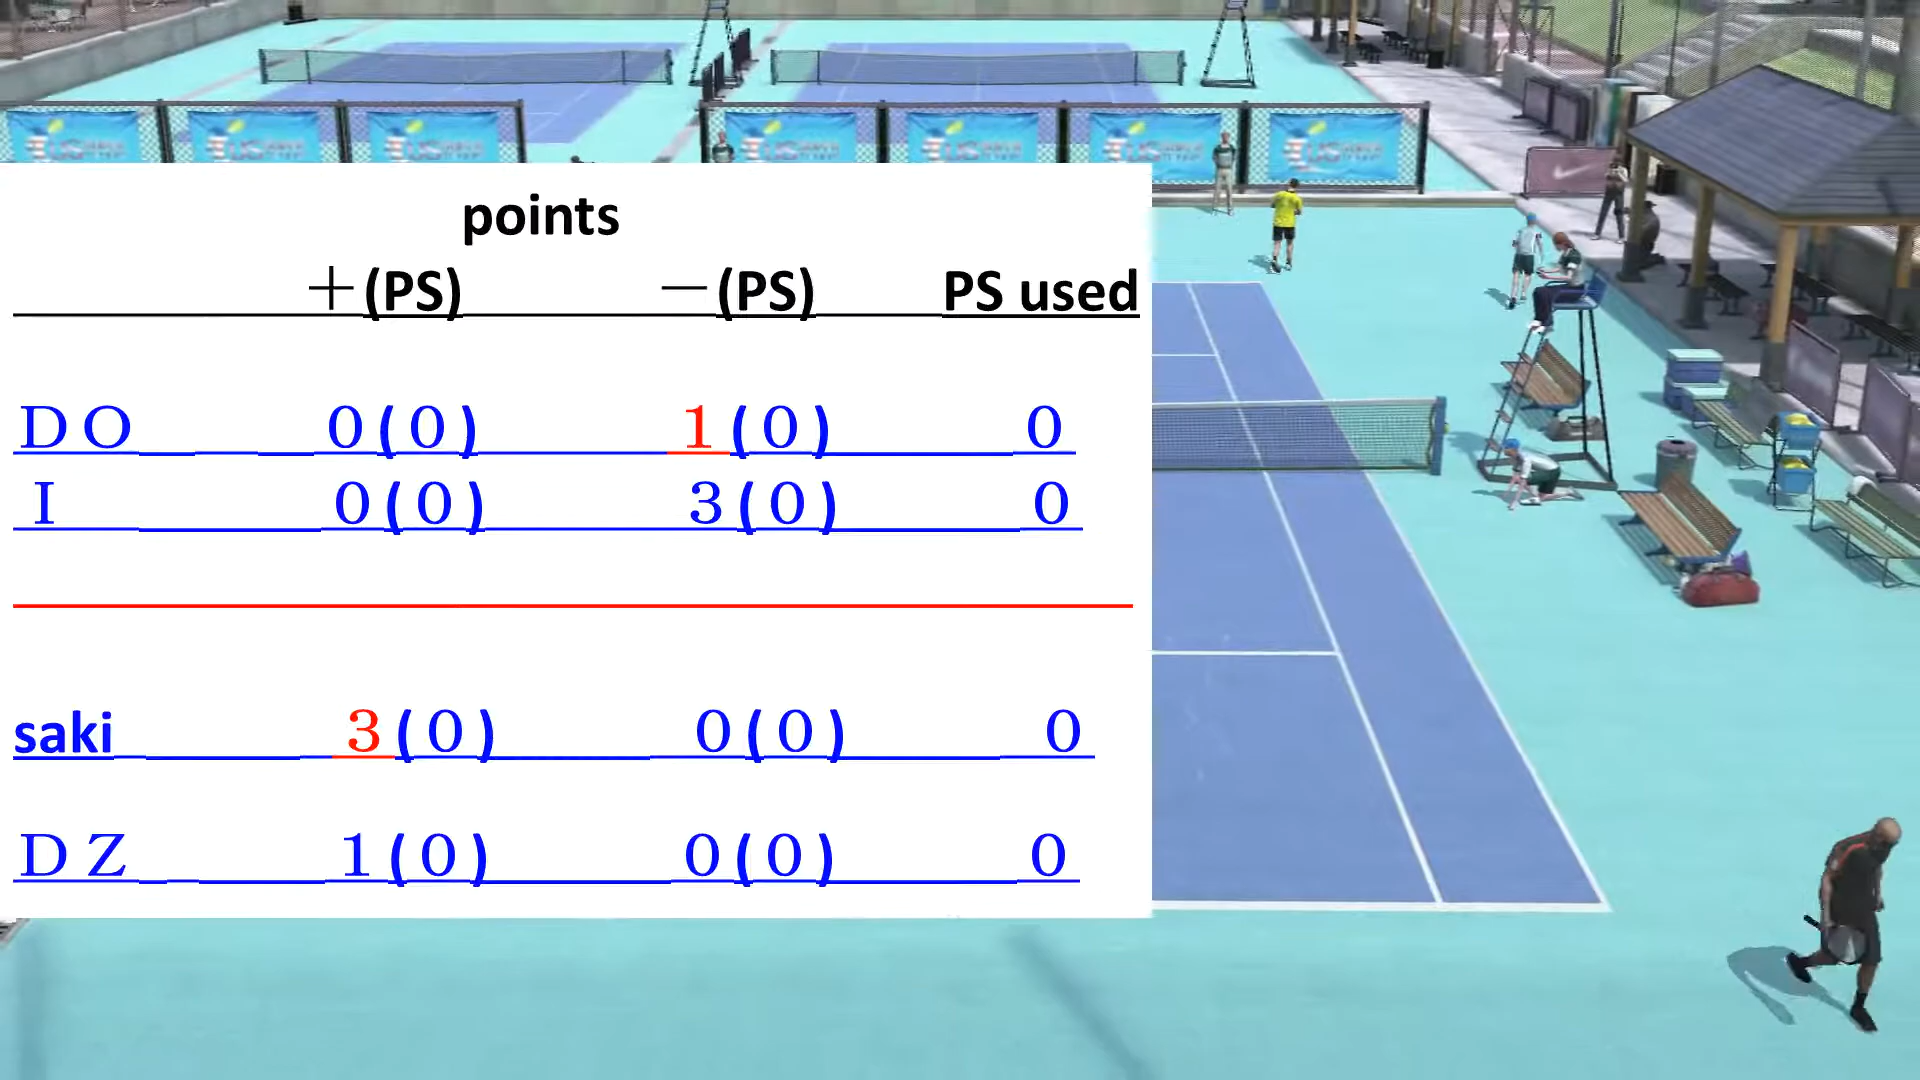 points
＋(PS) －(PS) PS used
ＤＯ 0(0) 1(0) 0
Ｉ 0(0) 3(0) 0
saki 3(0) 0(0) 0
ＤＺ 1(0) 0(0) 0